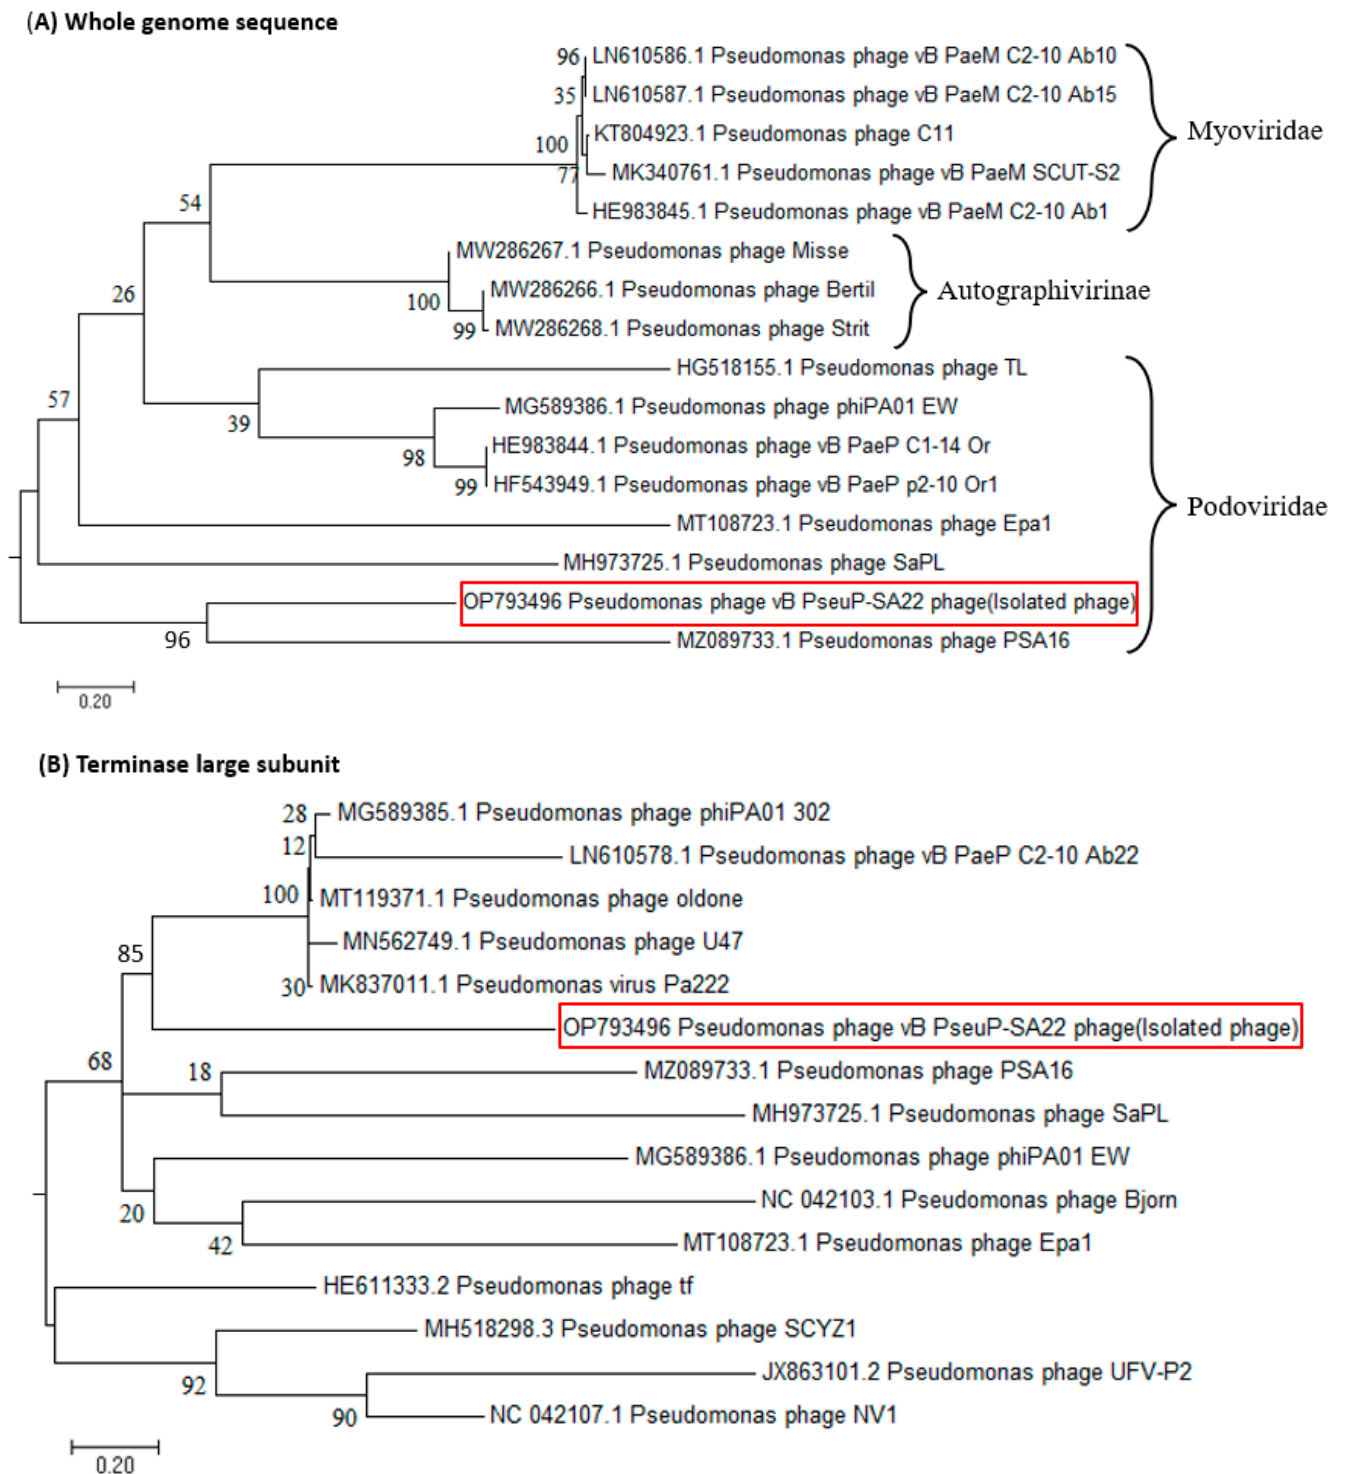 (A) Whole genome sequence
96 LN610586.1 Pseudomonas phage vB PaeM C2-10 Ab10
35 LN610587.1 Pseudomonas phage vB PaeM C2-10 Ab15
KT804923.1 Pseudomonas phage C11
Myoviridae
100
77 MK340761.1 Pseudomonas phage vB PaeM SCUT-S2
54
HE983845.1 Pseudomonas phage vB PaeM C2-10 Ab1
MW286267.1 Pseudomonas phage Misse
26
MW286266.1 Pseudomonas phage Bertil
Autographivirinae
100
99 MW286268.1 Pseudomonas phage Strit
HG518155.1 Pseudomonas phage TL
57
MG589386.1 Pseudomonas phage phiPA01 EW
39
HE983844.1 Pseudomonas phage vB PaeP C1-14 Or
98
99 HF543949.1 Pseudomonas phage vB PaeP p2-10 Or1
Podoviridae
MT108723.1 Pseudomonas phage Epa1
MH973725.1 Pseudomonas phage SaPL
OP793496 Pseudomonas phage vB PseuP-SA22 phage(Isolated phage)
96 MZ089733.1 Pseudomonas phage PSA16
0.20
(B) Terminase large subunit
28 MG589385.1 Pseudomonas phage phiPA01 302
12
LN610578.1 Pseudomonas phage vB PaeP C2-10 Ab22
100 MT119371.1 Pseudomonas phage oldone
MN562749.1 Pseudomonas phage U47
85
30 MK837011.1 Pseudomonas virus Pa222
OP793496 Pseudomonas phage vB PseuP-SA22 phage(Isolated phage)
68
18 MZ089733.1 Pseudomonas phage PSA16
MH973725.1 Pseudomonas phage SaPL
MG589386.1 Pseudomonas phage phiPA01 EW
NC 042103.1 Pseudomonas phage Bjorn
20
42 MT108723.1 Pseudomonas phage Epa1
HE611333.2 Pseudomonas phage tf
MH518298.3 Pseudomonas phage SCYZ1
JX863101.2 Pseudomonas phage UFV-P2
92
90 NC 042107.1 Pseudomonas phage NV1
0.20